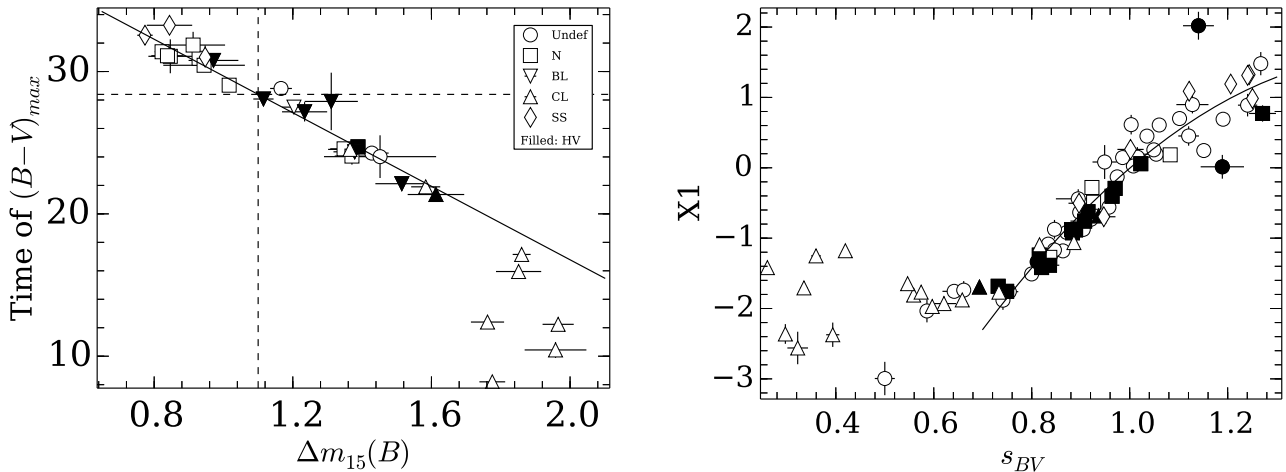 Time of (B−V)max
30
20
10
0.8 1.2 1.6 2.0
Δm15(B)
Undef
N
BL
CL
SS
Filled: HV
X1
2
1
0
−1
−2
−3
0.4 0.6 0.8 1.0 1.2
sBV